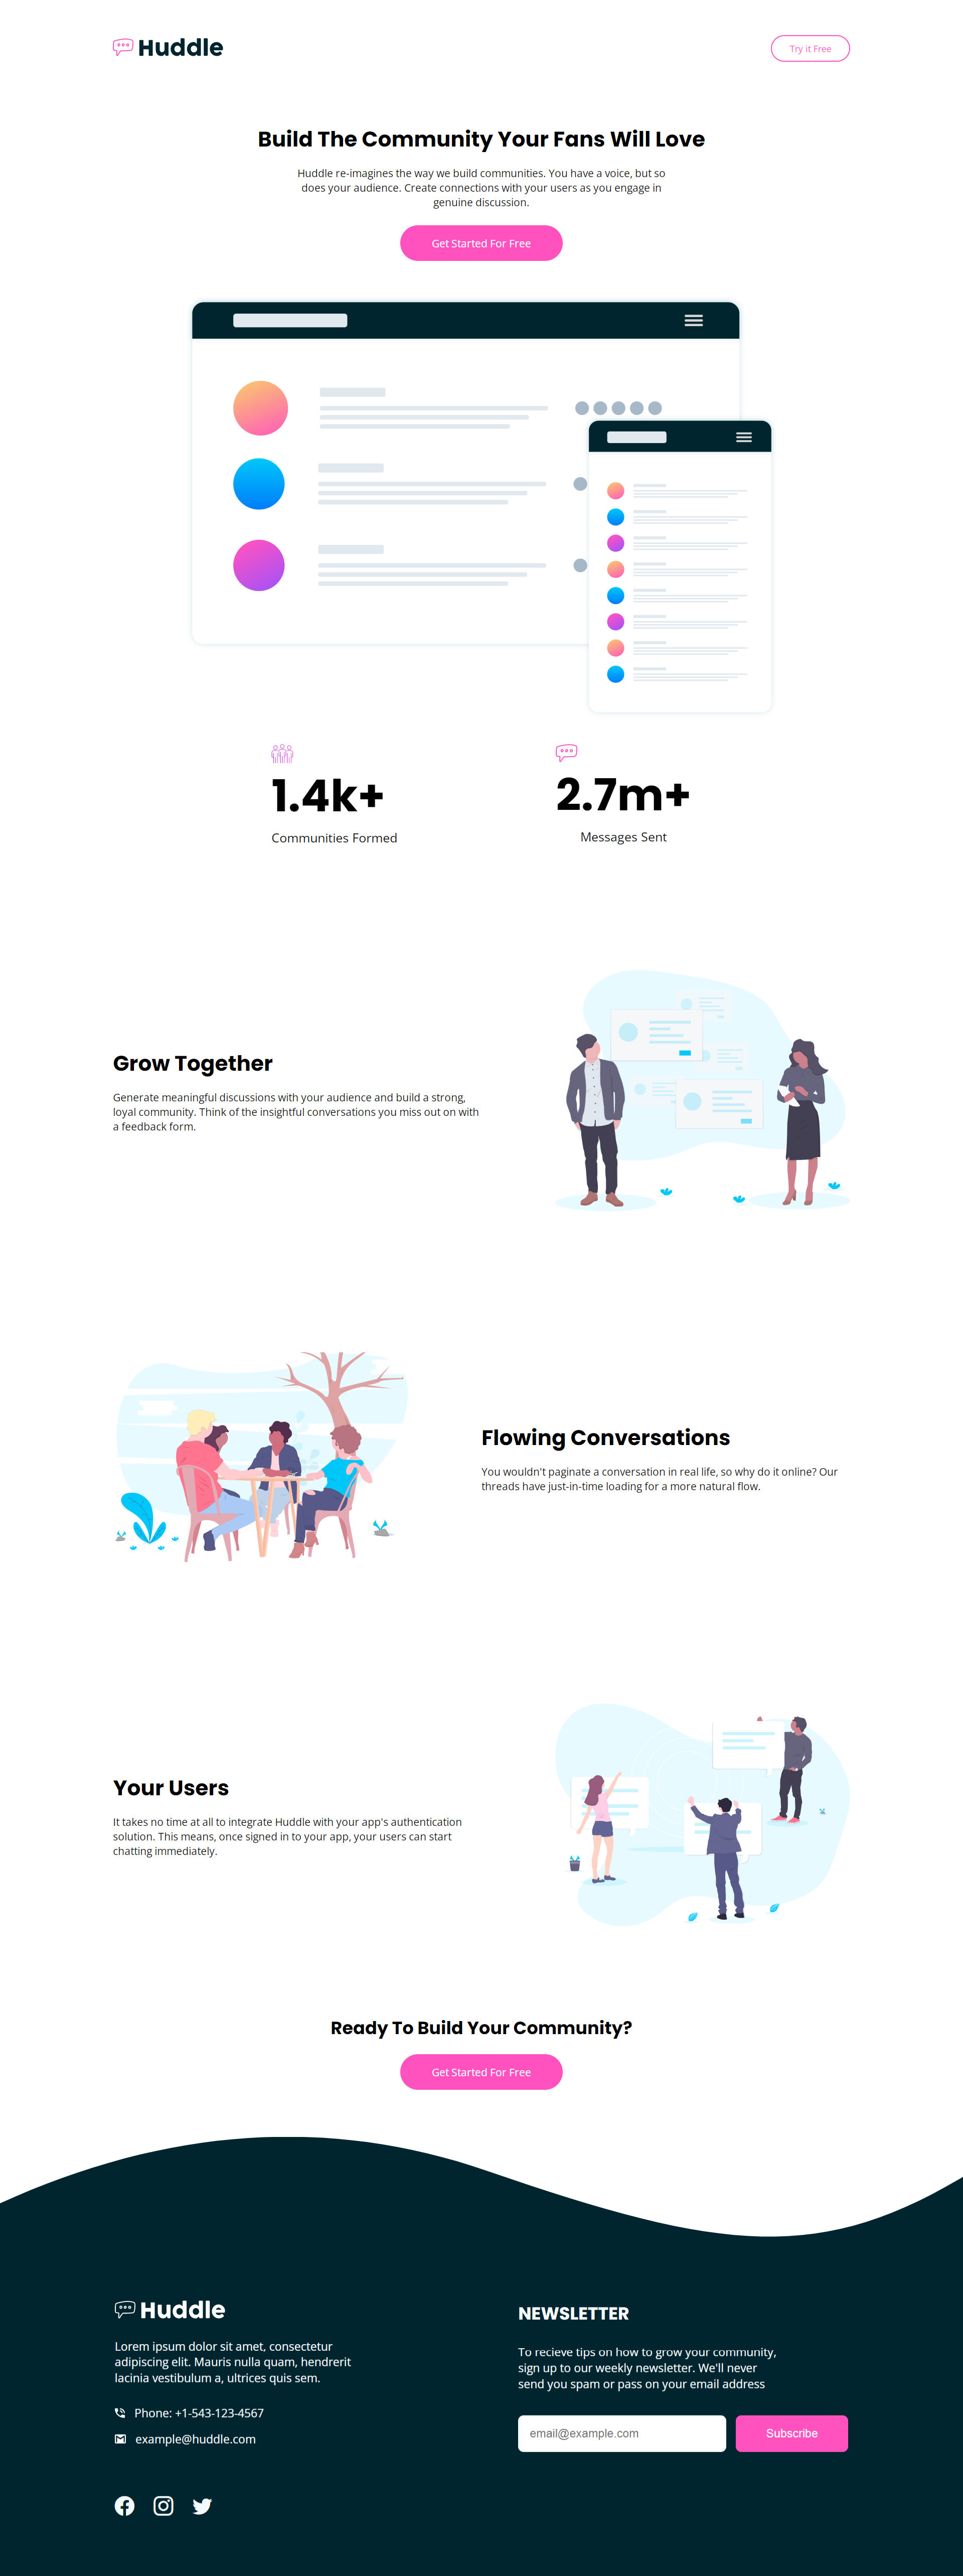 Huddle
Try it Free
Build The Community Your Fans Will Love
Huddle re-imagines the way we build communities. You have a voice, but so
does your audience. Create connections with your users as you engage in
genuine discussion.
Get Started For Free
1.4k+
Communities Formed
2.7m+
Messages Sent
Grow Together
Generate meaningful discussions with your audience and build a strong,
loyal community. Think of the insightful conversations you miss out on with
a feedback form.
Flowing Conversations
You wouldn't paginate a conversation in real life, so why do it online? Our
threads have just-in-time loading for a more natural flow.
Your Users
It takes no time at all to integrate Huddle with your app's authentication
solution. This means, once signed in to your app, your users can start
chatting immediately.
Ready To Build Your Community?
Get Started For Free
Huddle
Lorem ipsum dolor sit amet, consectetur
adipiscing elit. Mauris nulla quam, hendrerit
lacinia vestibulum a, ultrices quis sem.
Phone: +1-543-123-4567
example@huddle.com
NEWSLETTER
To recieve tips on how to grow your community,
sign up to our weekly newsletter. We'll never
send you spam or pass on your email address
email@example.com
Subscribe